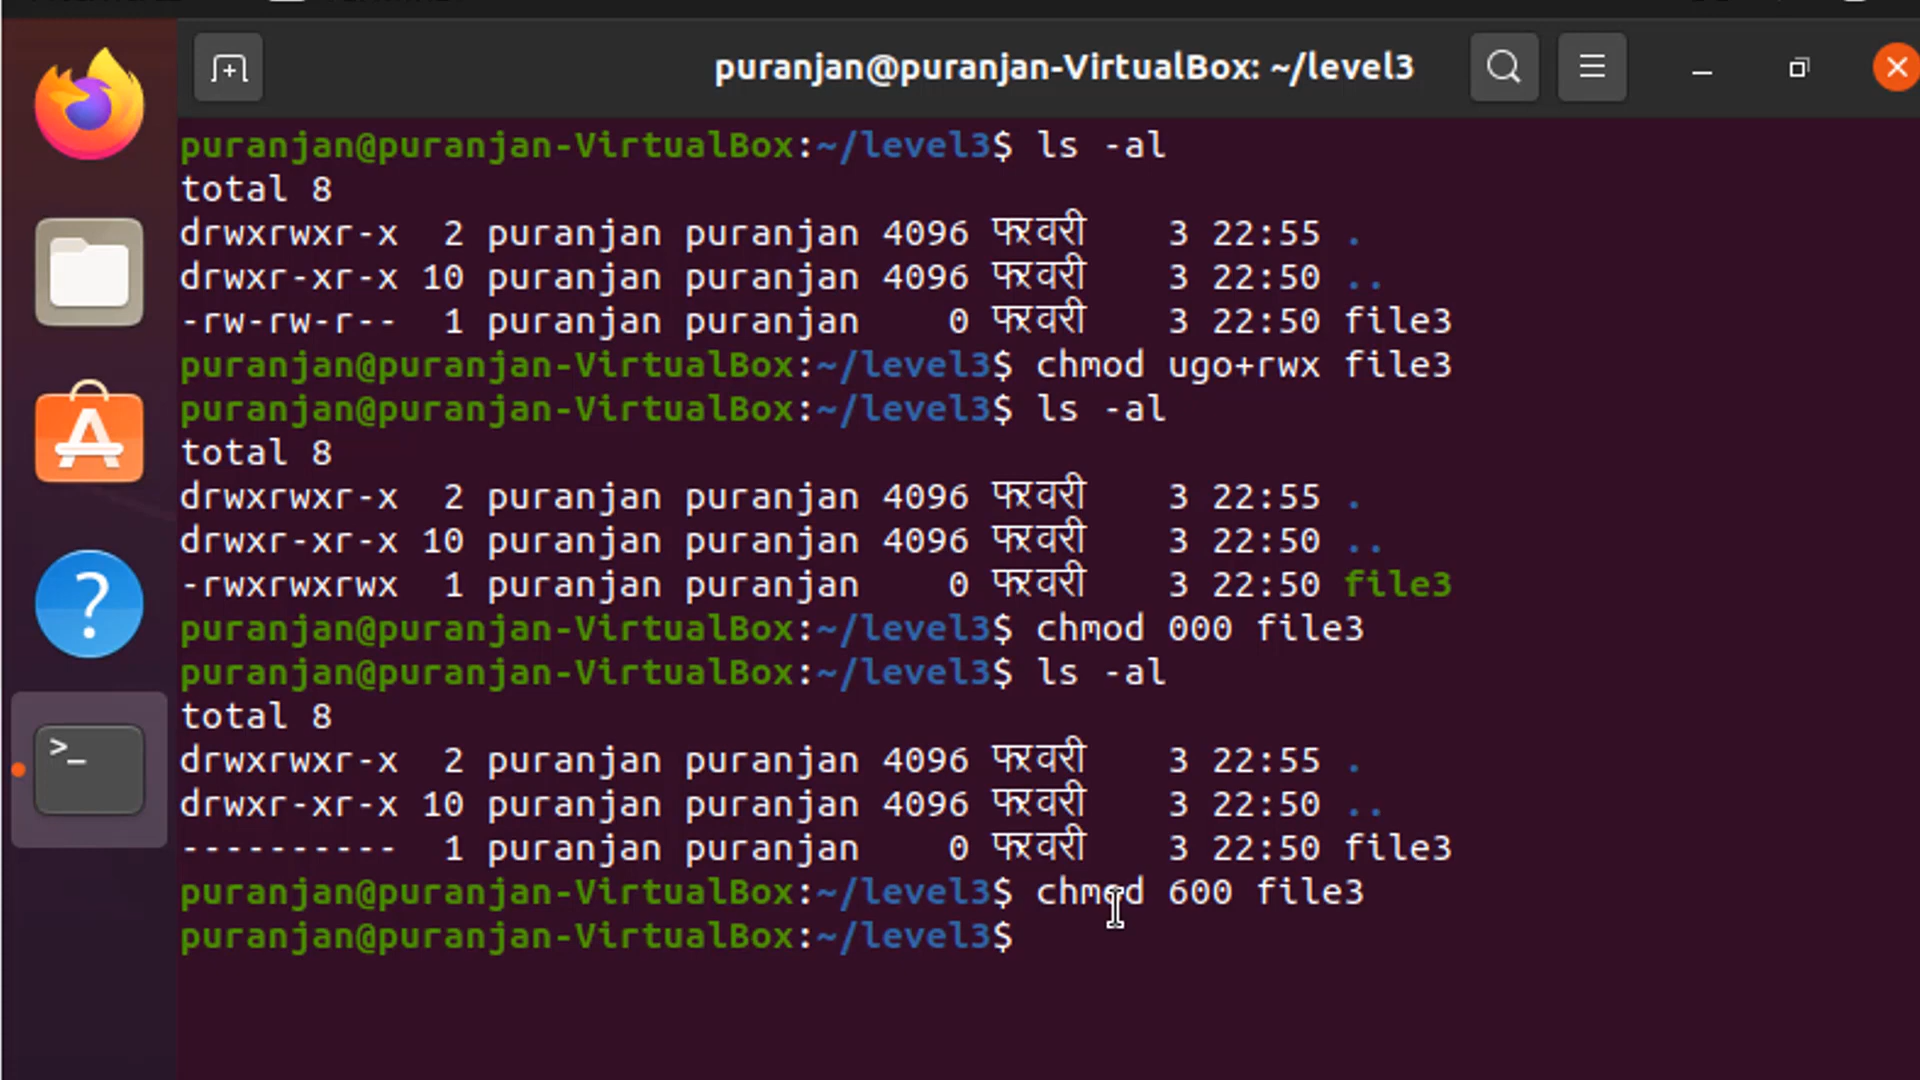 puranjan@puranjan-VirtualBox: ~/level3
puranjan@puranjan-VirtualBox:~/level3$ ls -al
total 8
drwxrwxr-x  2 puranjan puranjan 4096 फरवरी    3 22:55 .
drwxr-xr-x 10 puranjan puranjan 4096 फरवरी    3 22:50 ..
-rw-rw-r--  1 puranjan puranjan    0 फरवरी    3 22:50 file3
puranjan@puranjan-VirtualBox:~/level3$ chmod ugo+rwx file3
puranjan@puranjan-VirtualBox:~/level3$ ls -al
total 8
drwxrwxr-x  2 puranjan puranjan 4096 फरवरी    3 22:55 .
drwxr-xr-x 10 puranjan puranjan 4096 फरवरी    3 22:50 ..
-rwxrwxrwx  1 puranjan puranjan    0 फरवरी    3 22:50 file3
puranjan@puranjan-VirtualBox:~/level3$ chmod 000 file3
puranjan@puranjan-VirtualBox:~/level3$ ls -al
total 8
drwxrwxr-x  2 puranjan puranjan 4096 फरवरी    3 22:55 .
drwxr-xr-x 10 puranjan puranjan 4096 फरवरी    3 22:50 ..
----------  1 puranjan puranjan    0 फरवरी    3 22:50 file3
puranjan@puranjan-VirtualBox:~/level3$ chmod 600 file3
puranjan@puranjan-VirtualBox:~/level3$